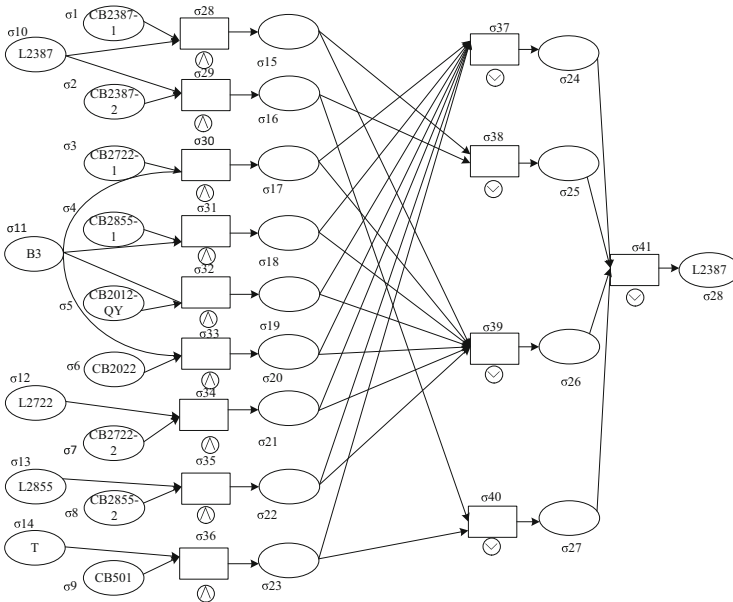 σ1
CB2387-
1
σ28
σ10
L2387
σ15
σ2
CB2387-
2
σ29
σ16
σ3
CB2722-
1
σ30
σ17
σ4
σ11
B3
CB2855-
1
σ31
σ18
σ5
CB2012-
QY
σ32
σ19
σ6
CB2022
σ33
σ20
σ12
L2722
σ7
CB2722-
2
σ34
σ21
σ13
L2855
σ8
CB2855-
2
σ35
σ22
σ14
T
σ9
CB501
σ36
σ23
σ37
σ24
σ38
σ25
σ39
σ26
σ40
σ27
σ41
L2387
σ28